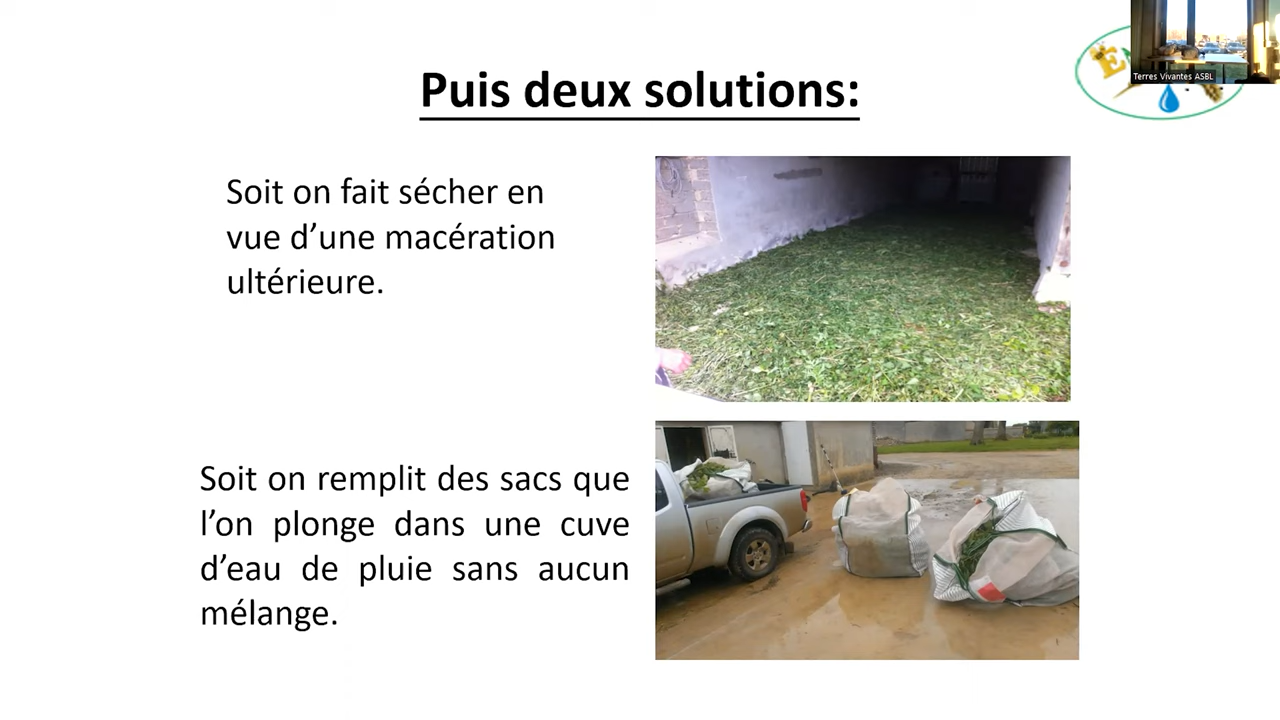 Puis deux solutions:
Terres Vivantes ASBL
Soit on fait sécher en
vue d’une macération
ultérieure.
Soit on remplit des sacs que
l’on plonge dans une cuve
d’eau de pluie sans aucun
mélange.